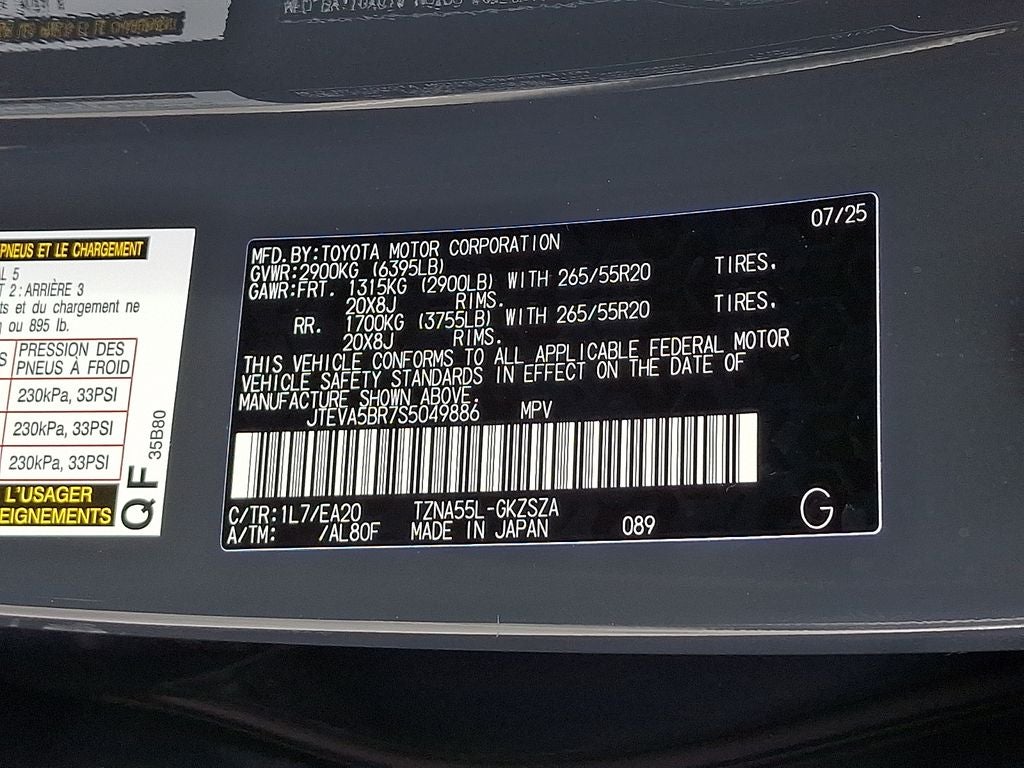 PNEUS ET LE CHARGEMENT
L 5
2 : ARRIÈRE 3
ts et du chargement ne
ou 895 lb.
S PRESSION DES
PNEUS À FROID
230kPa, 33PSI
230kPa, 33PSI
230kPa, 33PSI
L'USAGER
EIGNEMENTS
QF
35B80
07/25
MFD. BY:TOYOTA MOTOR CORPORATION
GVWR:2900KG (6395LB)
GAWR:FRT. 1315KG (2900LB) WITH 265/55R20 TIRES,
20X8J RIMS.
RR. 1700KG (3755LB) WITH 265/55R20 TIRES,
20X8J RIMS.
THIS VEHICLE CONFORMS TO ALL APPLICABLE FEDERAL MOTOR
VEHICLE SAFETY STANDARDS IN EFFECT ON THE DATE OF
MANUFACTURE SHOWN ABOVE.
JTEVA5BR7S5049886 MPV
C/TR:1L7/EA20 TZNA55L-GKZSZA
A/TM: /AL80F MADE IN JAPAN 089
G